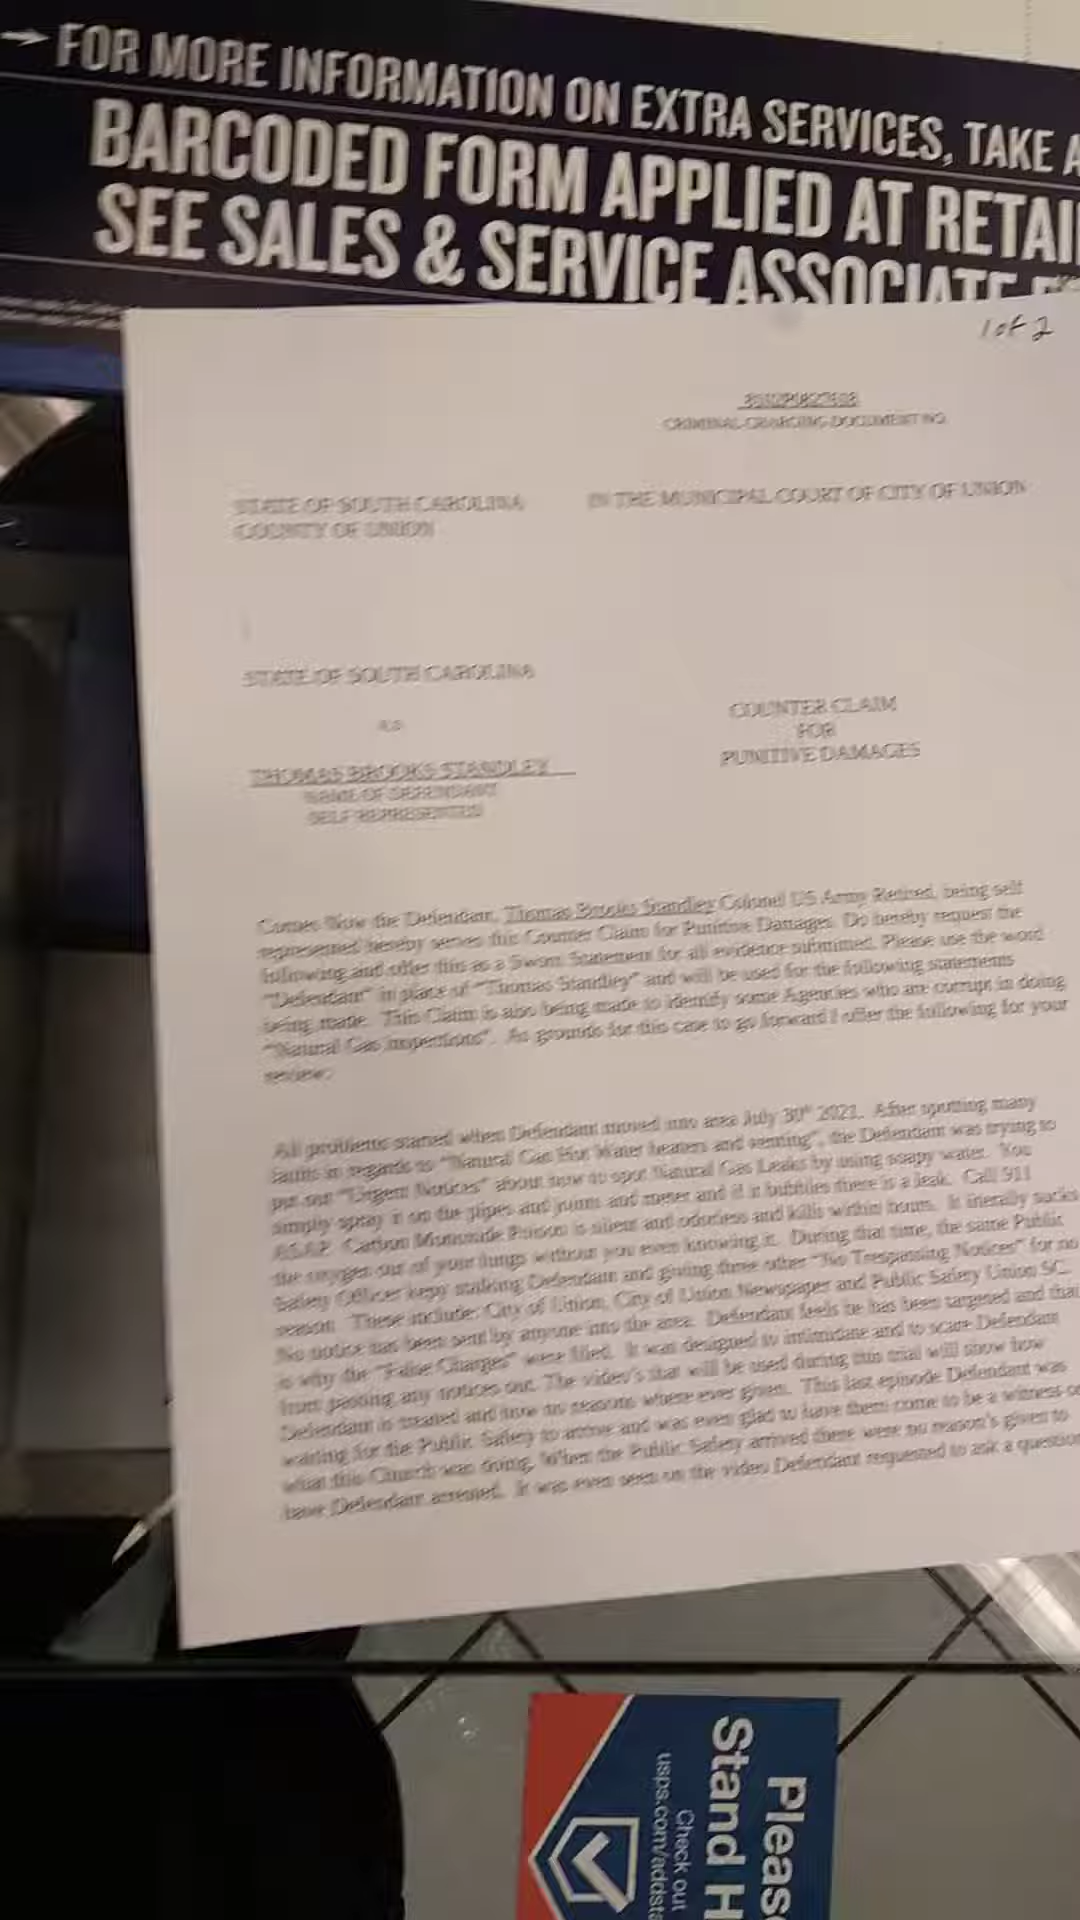 → FOR MORE INFORMATION ON EXTRA SERVICES, TAKE A
BARCODED FORM APPLIED AT RETAI
SEE SALES & SERVICE ASSOCIATE
1 of 2
CRIMINAL CHARGING DOCUMENT NO.
STATE OF SOUTH CAROLINA
COUNTY OF UNION
IN THE MUNICIPAL COURT OF CITY OF UNION
STATE OF SOUTH CAROLINA
COUNTER CLAIM
FOR
PUNITIVE DAMAGES
THOMAS BROOKS STANDLEY
NAME OF DEFENDANT
SELF REPRESENTED
Comes Now the Defendant, Thomas Brooks Standley Colonel US Army Retired, being self
represented hereby serves this Counter Claim for Punitive Damages. Do hereby request the
following and offer this as a Sworn Statement for all evidence submitted. Please use the word
"Defendant" in place of "Thomas Standley" and will be used for the following statements
being made. This Claim is also being made to identify some Agencies who are corrupt in doing
"Natural Gas inspections". As grounds for this case to go forward I offer the following for your
review:
All problems started when Defendant moved into area July 30th 2021. After spotting many
faults in regards to "Natural Gas Hot Water heaters and venting", the Defendant was trying to
put out "Urgent Notices" about how to spot Natural Gas Leaks by using soapy water. You
simply spray it on the pipes and joints and meter and if it bubbles there is a leak. Call 911
ASAP. Carbon Monoxide Poison is silent and odorless and kills within hours. It literally sucks
the oxygen out of your lungs without you even knowing it. During that time, the same Public
Safety Officer kept stalking Defendant and giving three other "No Trespassing Notices" for no
reason. These include: City of Union, City of Union Newspaper and Public Safety Union SC.
No notice has been sent by anyone into the area. Defendant feels he has been targeted and that
is why the "False Charges" were filed. It was designed to intimidate and to scare Defendant
from passing any notices out. The video's that will be used during this trial will show how
Defendant is treated and how no reasons where ever given. This last episode Defendant was
waiting for the Public Safety to arrive and was even glad to have them come to be a witness of
what this Church was doing. When the Public Safety arrived there were no reason's given to
have Defendant arrested. It was even seen on the video Defendant requested to ask a question
Pleas
Stand H
Check out
usps.com/addsta